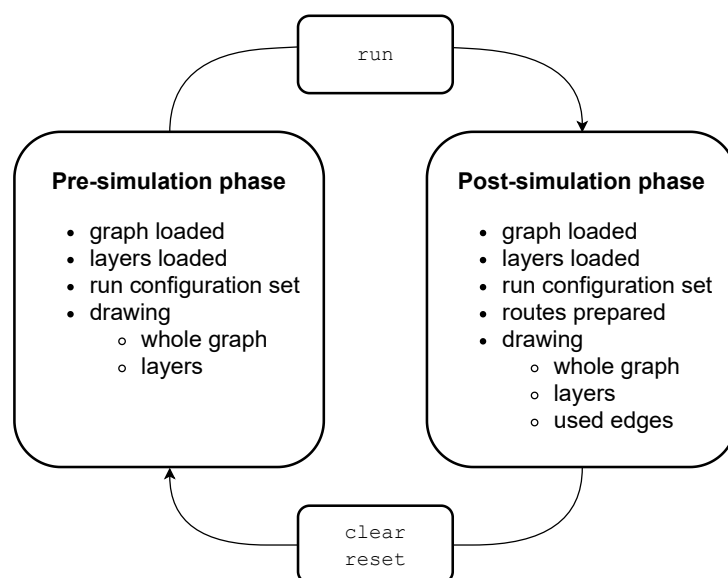 run
Pre-simulation phase
• graph loaded
• layers loaded
• run configuration set
• drawing
◦ whole graph
◦ layers
Post-simulation phase
• graph loaded
• layers loaded
• run configuration set
• routes prepared
• drawing
◦ whole graph
◦ layers
◦ used edges
clear
reset